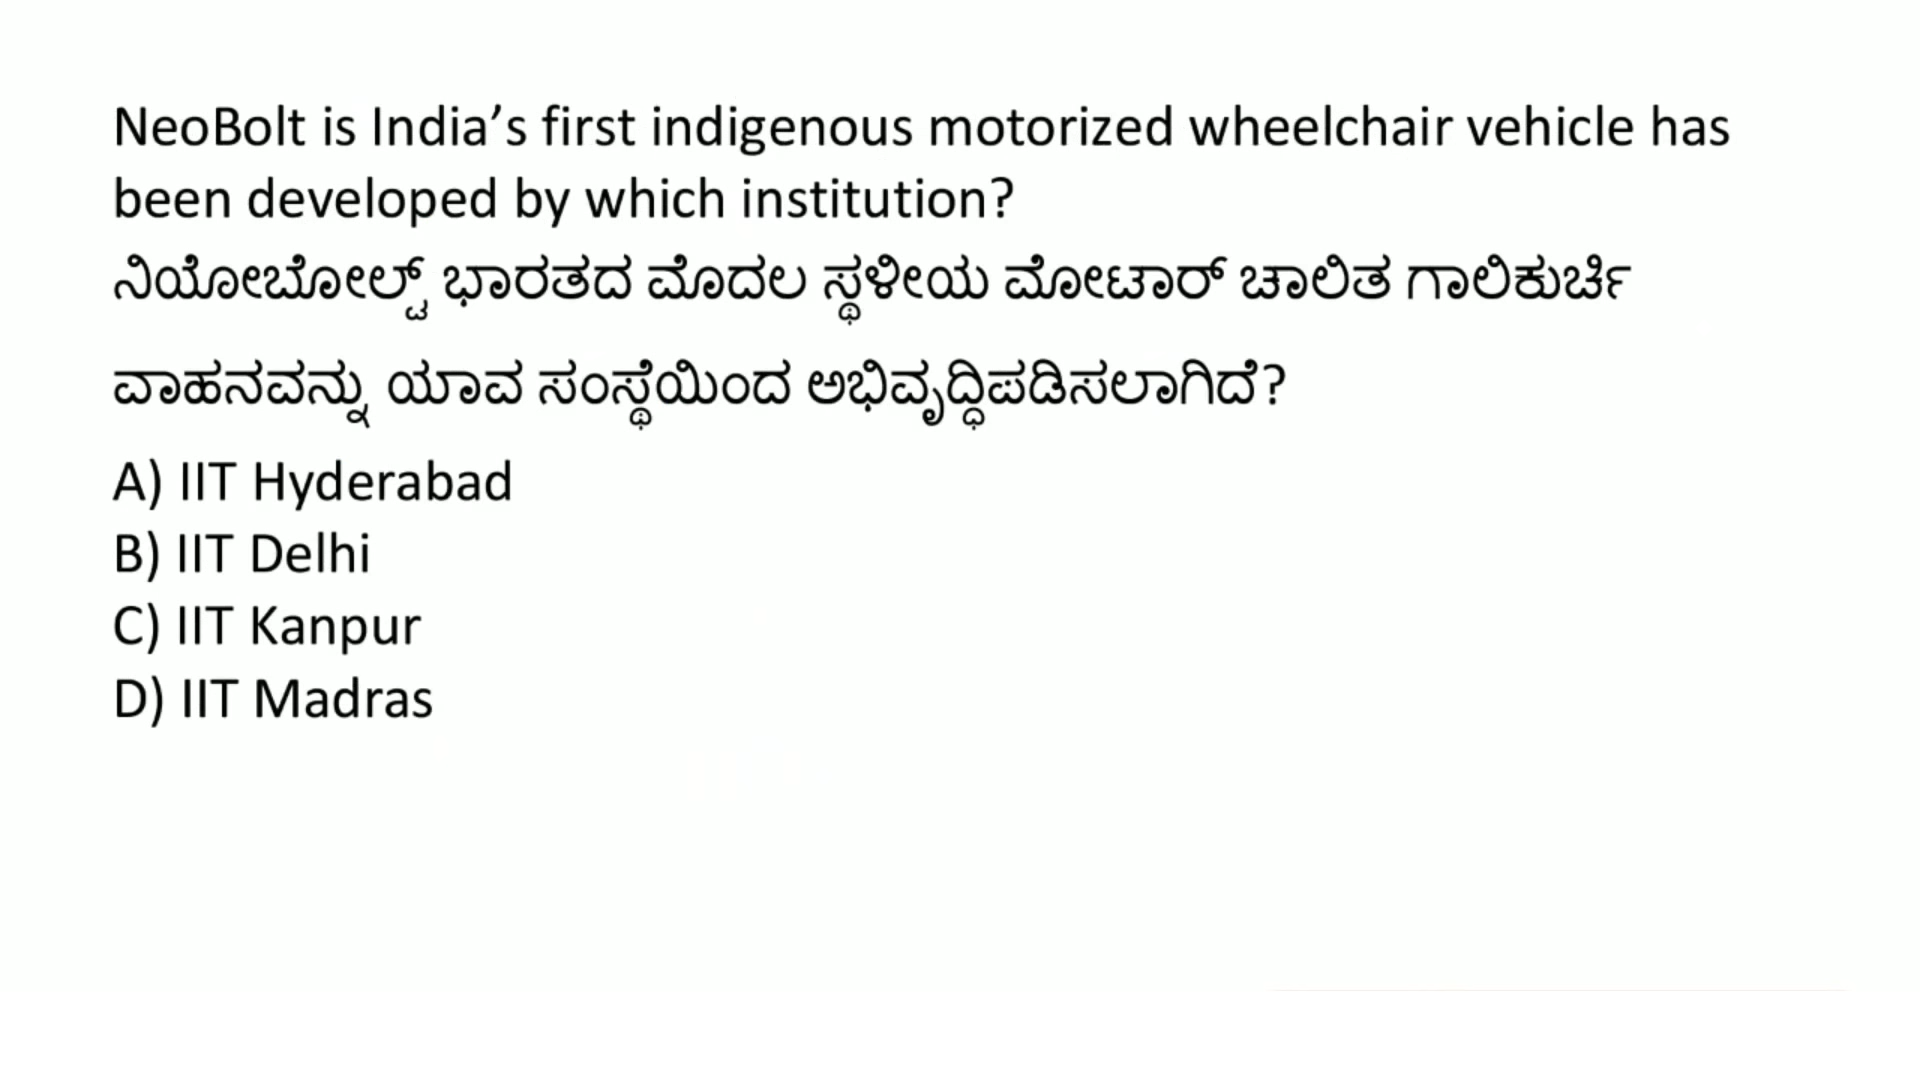 NeoBolt is India’s first indigenous motorized wheelchair vehicle has
been developed by which institution?
ನಿಯೋಬೋಲ್ಟ್ ಭಾರತದ ಮೊದಲ ಸ್ಥಳೀಯ ಮೋಟಾರ್ ಚಾಲಿತ ಗಾಲಿಕುರ್ಚಿ
ವಾಹನವನ್ನು ಯಾವ ಸಂಸ್ಥೆಯಿಂದ ಅಭಿವೃದ್ಧಿಪಡಿಸಲಾಗಿದೆ?
A) IIT Hyderabad
B) IIT Delhi
C) IIT Kanpur
D) IIT Madras